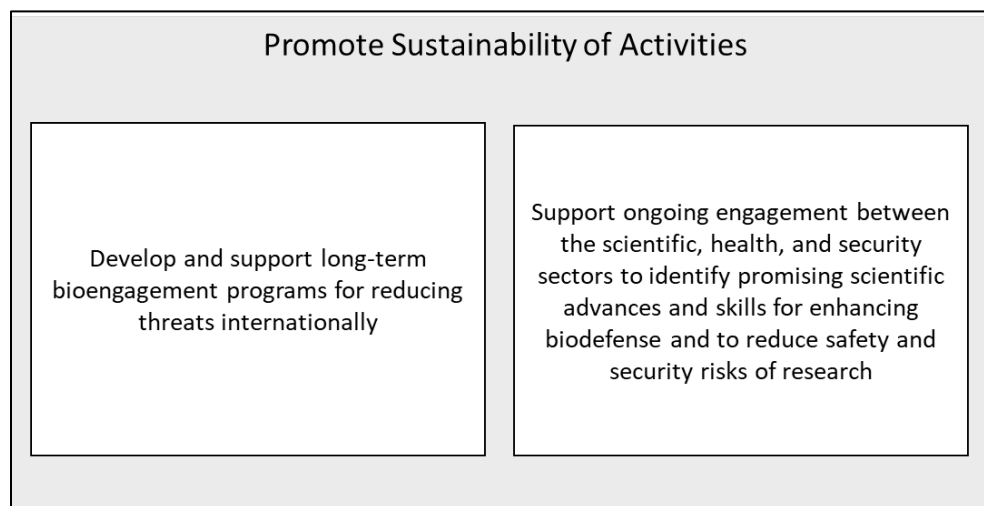 Promote Sustainability of Activities
Develop and support long-term
bioengagement programs for reducing
threats internationally
Support ongoing engagement between
the scientific, health, and security
sectors to identify promising scientific
advances and skills for enhancing
biodefense and to reduce safety and
security risks of research